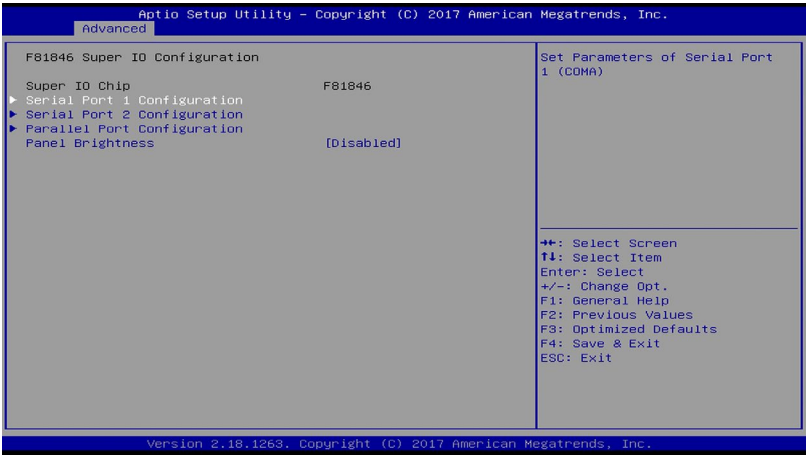 Aptio Setup Utility – Copyright (C) 2017 American Megatrends, Inc.
Advanced
F81846 Super IO Configuration
Super IO Chip F81846
▶ Serial Port 1 Configuration
▶ Serial Port 2 Configuration
▶ Parallel Port Configuration
Panel Brightness [Disabled]
Set Parameters of Serial Port
1 (COMA)
→←: Select Screen
↑↓: Select Item
Enter: Select
+/-: Change Opt.
F1: General Help
F2: Previous Values
F3: Optimized Defaults
F4: Save & Exit
ESC: Exit
Version 2.18.1263. Copyright (C) 2017 American Megatrends, Inc.